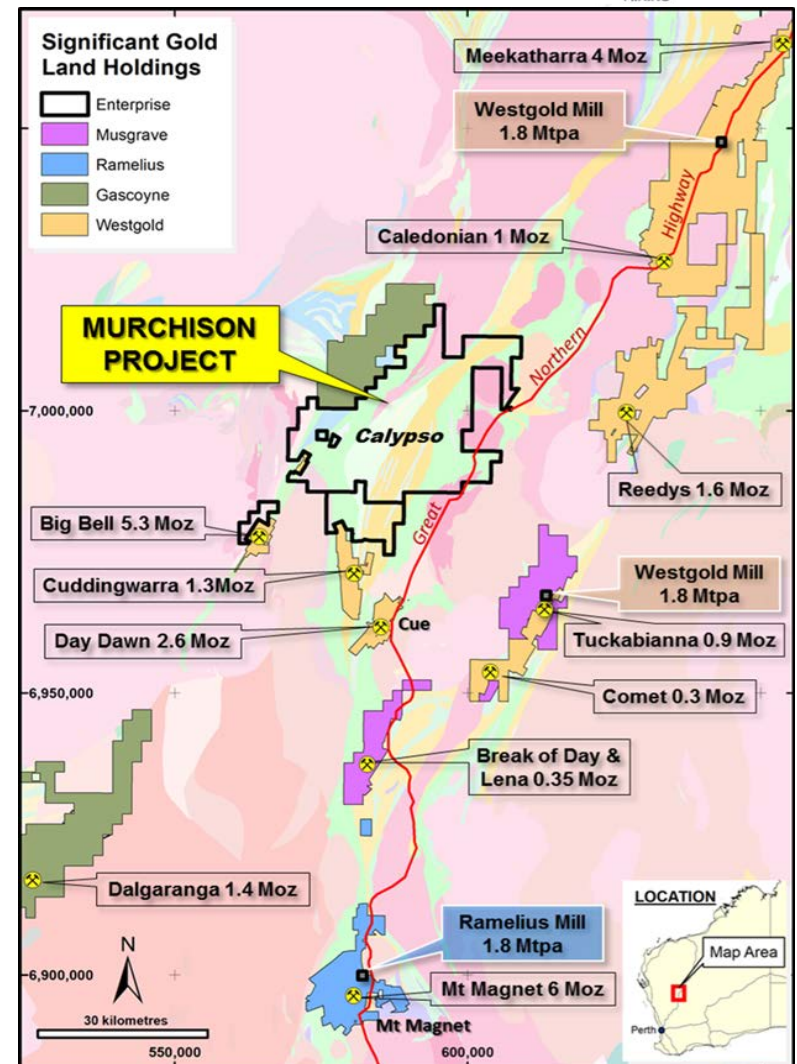 Significant Gold
Land Holdings
Enterprise
Musgrave
Ramelius
Gascoyne
Westgold
Meekatharra 4 Moz
Westgold Mill
1.8 Mtpa
Highway
Caledonian 1 Moz
MURCHISON
PROJECT
Northern
7,000,000
Calypso
Reedys 1.6 Moz
Great
Big Bell 5.3 Moz
Westgold Mill
1.8 Mtpa
Cuddingwarra 1.3Moz
Cue
Day Dawn 2.6 Moz
Tuckabianna 0.9 Moz
6,950,000
Comet 0.3 Moz
Break of Day &
Lena 0.35 Moz
Dalgaranga 1.4 Moz
LOCATION
Map Area
Perth
Ramelius Mill
1.8 Mtpa
N
6,900,000
Mt Magnet 6 Moz
30 kilometres
Mt Magnet
550,000
600,000